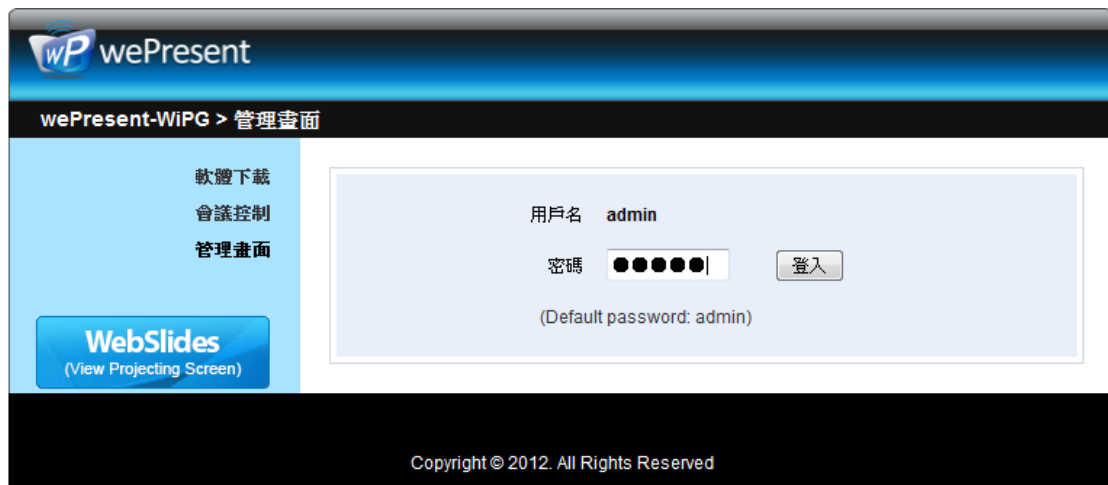 wP wePresent
wePresent-WiPG > 管理畫面
軟體下載
會議控制
管理畫面
用戶名 admin
密碼 ●●●●● 登入
(Default password: admin)
WebSlides
(View Projecting Screen)
Copyright © 2012. All Rights Reserved